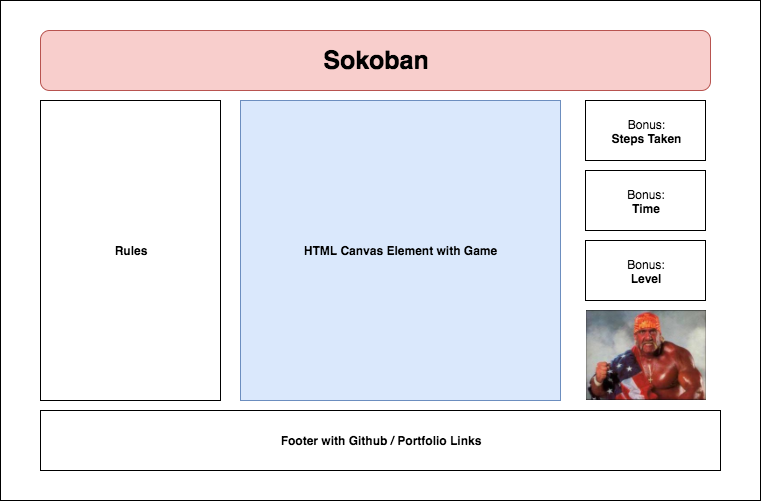 Sokoban
Rules
HTML Canvas Element with Game
Bonus:
Steps Taken
Bonus:
Time
Bonus:
Level
Footer with Github / Portfolio Links